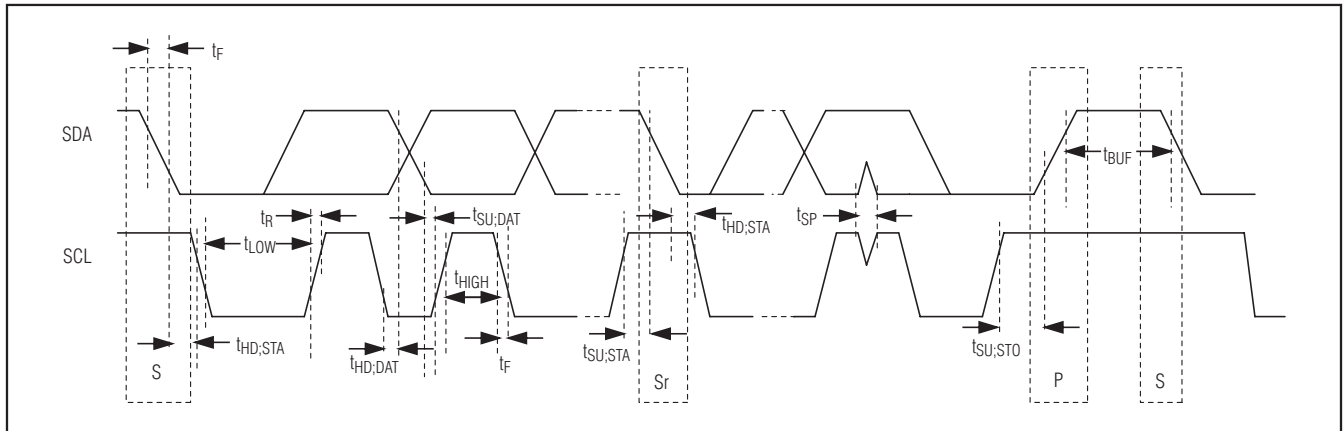 tF
SDA
tBUF
tR
tSU;DAT
tHD;STA
tSP
tLOW
SCL
tHIGH
tHD;STA
tHD;DAT
tF
tSU;STA
tSU;STO
S
Sr
P
S